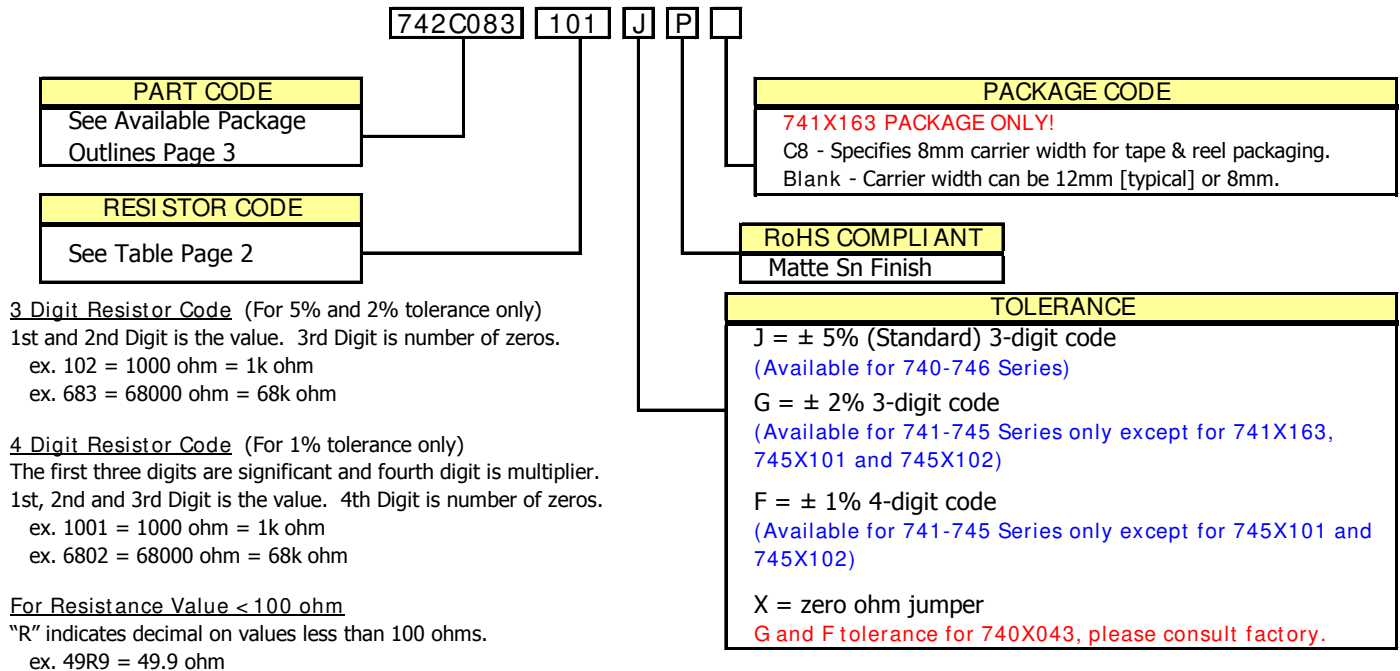 742C083 101 J P
PART CODE
See Available Package
Outlines Page 3
RESISTOR CODE
See Table Page 2
3 Digit Resistor Code (For 5% and 2% tolerance only)
1st and 2nd Digit is the value. 3rd Digit is number of zeros.
ex. 102 = 1000 ohm = 1k ohm
ex. 683 = 68000 ohm = 68k ohm
4 Digit Resistor Code (For 1% tolerance only)
The first three digits are significant and fourth digit is multiplier.
1st, 2nd and 3rd Digit is the value. 4th Digit is number of zeros.
ex. 1001 = 1000 ohm = 1k ohm
ex. 6802 = 68000 ohm = 68k ohm
For Resistance Value < 100 ohm
“R” indicates decimal on values less than 100 ohms.
ex. 49R9 = 49.9 ohm
PACKAGE CODE
741X163 PACKAGE ONLY!
C8 - Specifies 8mm carrier width for tape & reel packaging.
Blank - Carrier width can be 12mm [typical] or 8mm.
RoHS COMPLIANT
Matte Sn Finish
TOLERANCE
J = ± 5% (Standard) 3-digit code
(Available for 740-746 Series)
G = ± 2% 3-digit code
(Available for 741-745 Series only except for 741X163,
745X101 and 745X102)
F = ± 1% 4-digit code
(Available for 741-745 Series only except for 745X101 and
745X102)
X = zero ohm jumper
G and F tolerance for 740X043, please consult factory.